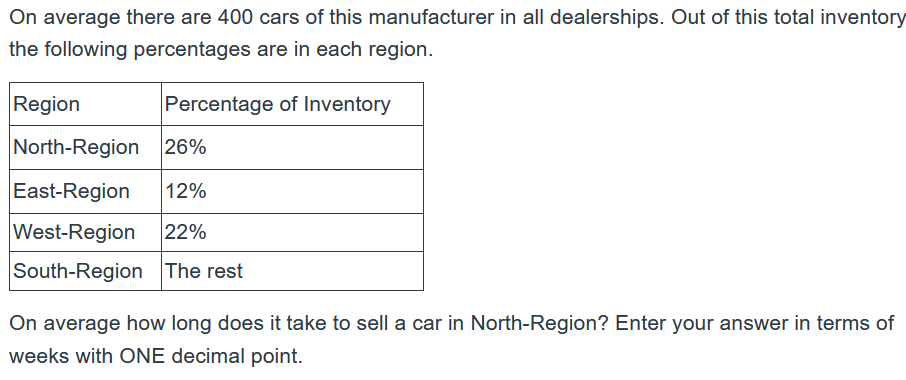 On average there are 400 cars of this manufacturer in all dealerships. Out of this total inventory
the following percentages are in each region.
Region Percentage of Inventory
North-Region 26%
East-Region 12%
West-Region 22%
South-Region The rest
On average how long does it take to sell a car in North-Region? Enter your answer in terms of
weeks with ONE decimal point.